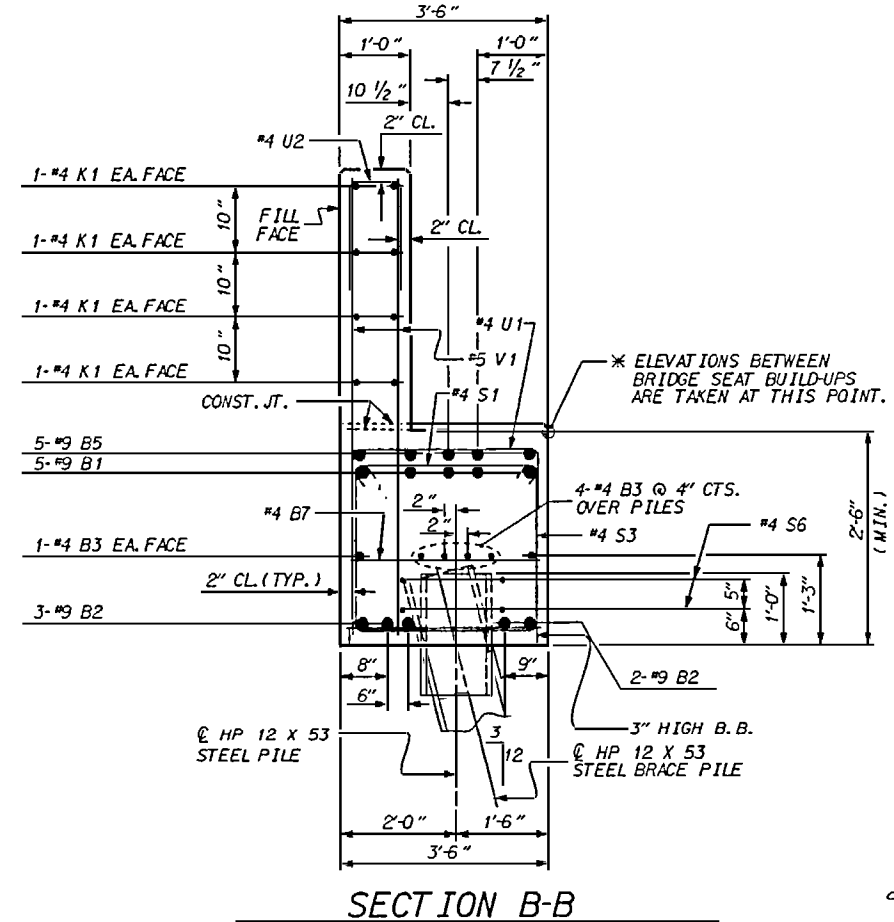 3'-6"
1'-0"
1'-0"
7 ½"
10 ½"
2" CL.
#4 U2
1-#4 K1 EA. FACE
FILL
FACE
10"
2" CL.
1-#4 K1 EA. FACE
10"
1-#4 K1 EA. FACE
#4 U1
10"
#5 V1
ELEVATIONS BETWEEN
BRIDGE SEAT BUILD-UPS
ARE TAKEN AT THIS POINT.
1-#4 K1 EA. FACE
#4 S1
CONST. JT.
5-#9 B5
5-#9 B1
4-#4 B3 @ 4" CTS.
OVER PILES
2'-6"
(MIN.)
#4 B7
2"
2"
#4 S3
#4 S6
1-#4 B3 EA. FACE
2" CL. (TYP.)
5"
1'-0"
1'-3"
6"
3-#9 B2
8"
9"
2-#9 B2
6"
3" HIGH B.B.
℄ HP 12 X 53
STEEL PILE
3
12
℄ HP 12 X 53
STEEL BRACE PILE
2'-0"
1'-6"
3'-6"
SECTION B-B